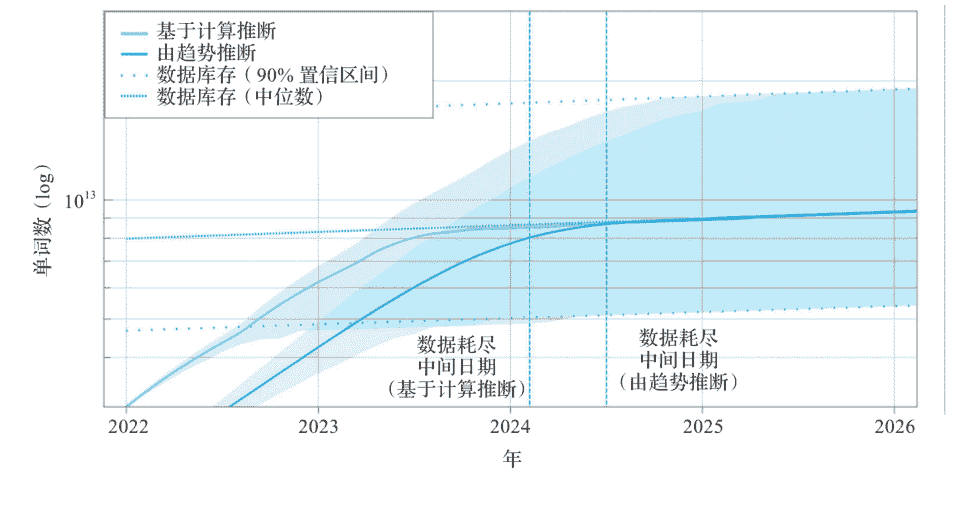 基于计算推断
由趋势推断
数据库存（90% 置信区间）
数据库存（中位数）
单词数（log）
10¹³
数据耗尽
中间日期
（基于计算推断）
数据耗尽
中间日期
（由趋势推断）
2022
2023
2024
2025
2026
年